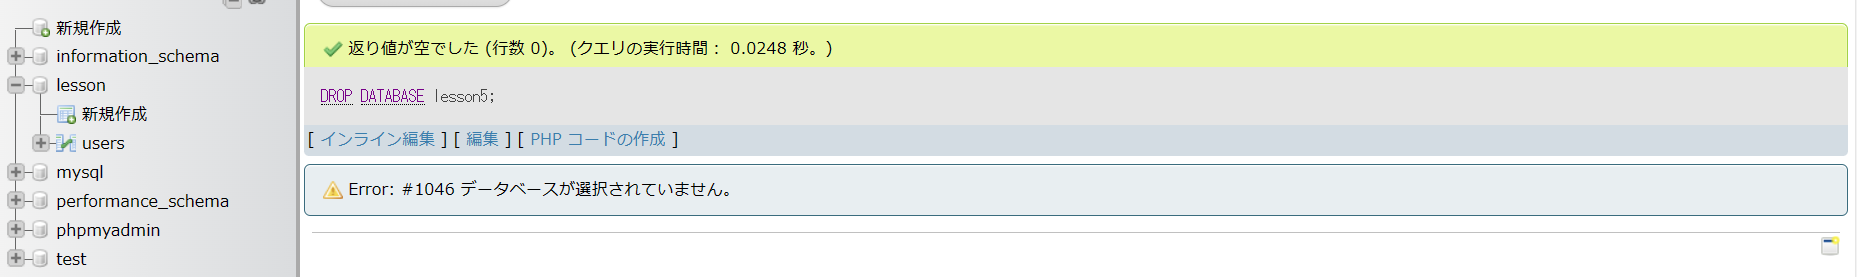 新規作成
information_schema
lesson
新規作成
users
mysql
performance_schema
phpmyadmin
test
返り値が空でした (行数 0)。 (クエリの実行時間： 0.0248 秒。)
DROP DATABASE lesson5;
[ インライン編集 ] [ 編集 ] [ PHP コードの作成 ]
Error: #1046 データベースが選択されていません。